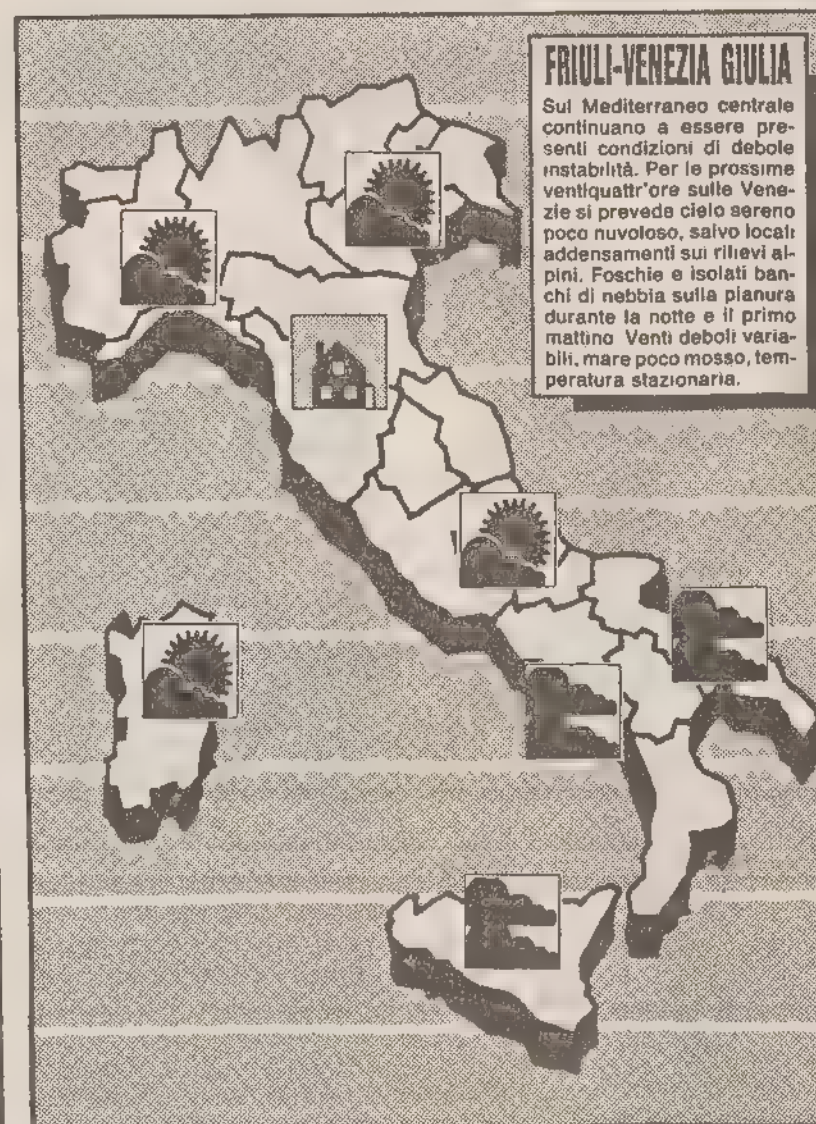 FRIULI-VENEZIA GIULIA
Sul Mediterraneo centrale
continuano a essere pre-
senti condizioni di debole
instabilità. Per le prossime
ventiquattr'ore sulle Vene-
zie si prevede cielo sereno
poco nuvoloso, salvo locali
addensamenti sui rilievi al-
pini. Foschie e isolati ban-
chi di nebbia sulla pianura
durante la notte e il primo
mattino Venti deboli varia-
bili, mare poco mosso, tem-
peratura stazionaria.